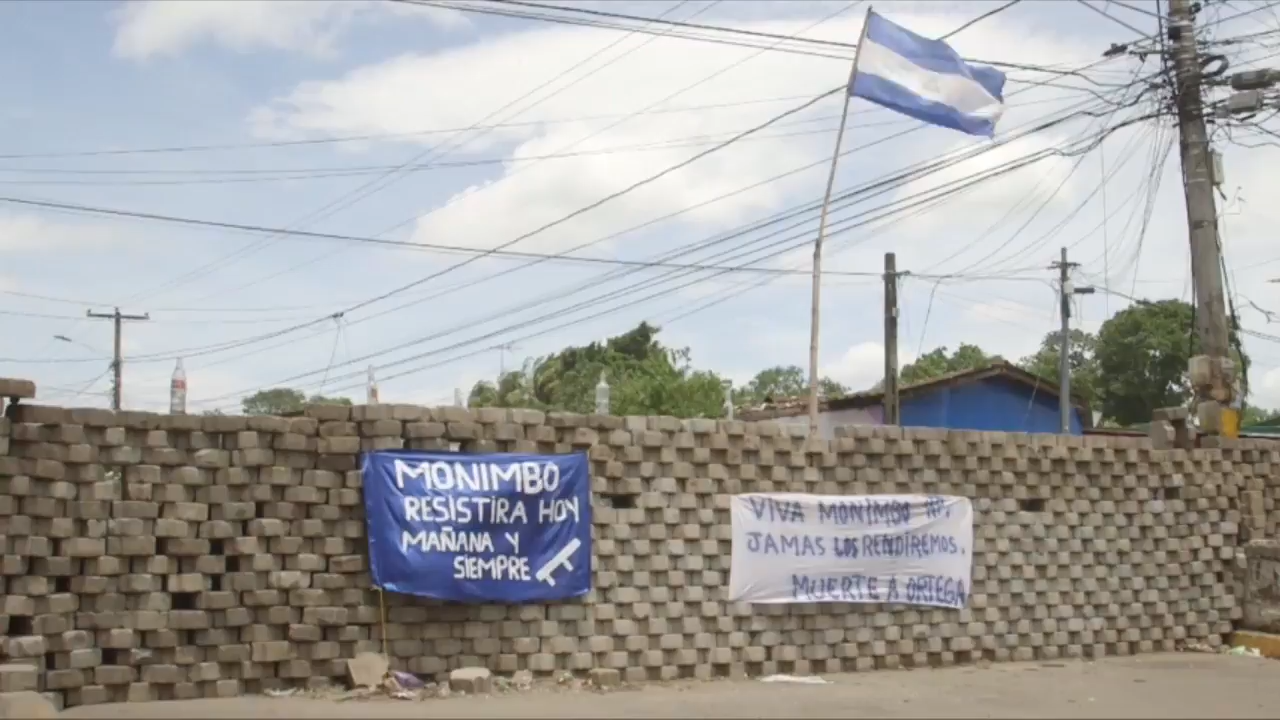 MONIMBO
RESISTIRA HOY
MAÑANA Y
SIEMPRE
VIVA MONIMBO
JAMAS LOS RENDIREMOS.
MUERTE A ORTEGA